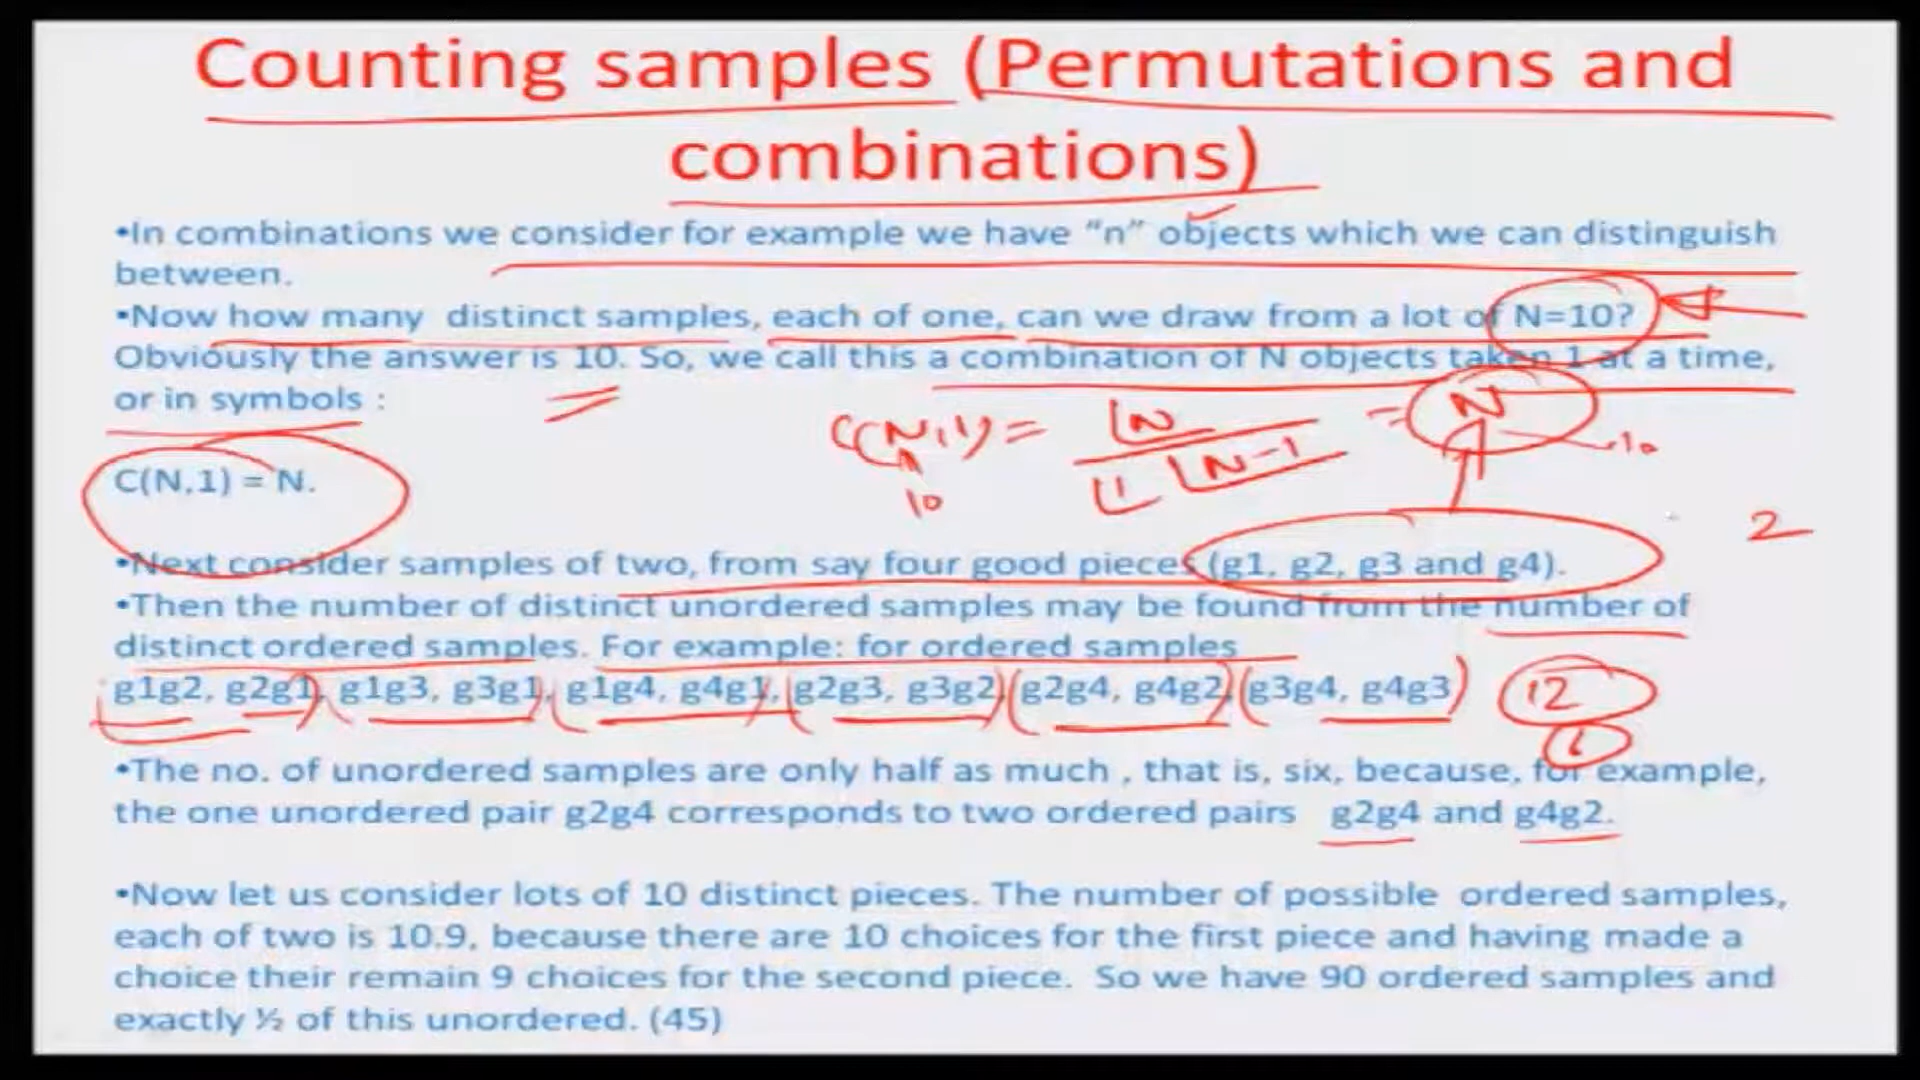 Counting samples (Permutations and
combinations)
•In combinations we consider for example we have “n” objects which we can distinguish
between.
•Now how many distinct samples, each of one, can we draw from a lot of N=10?
Obviously the answer is 10. So, we call this a combination of N objects taken 1 at a time,
or in symbols :
C(N,1) = |N / |1 |N-1 = N
10
10
C(N,1) = N.
2
•Next consider samples of two, from say four good pieces (g1, g2, g3 and g4).
•Then the number of distinct unordered samples may be found from the number of
distinct ordered samples. For example: for ordered samples
g1g2, g2g1, g1g3, g3g1, g1g4, g4g1, g2g3, g3g2, g2g4, g4g2, g3g4, g4g3 12
6
•The no. of unordered samples are only half as much , that is, six, because, for example,
the one unordered pair g2g4 corresponds to two ordered pairs g2g4 and g4g2.
•Now let us consider lots of 10 distinct pieces. The number of possible ordered samples,
each of two is 10.9, because there are 10 choices for the first piece and having made a
choice their remain 9 choices for the second piece. So we have 90 ordered samples and
exactly ½ of this unordered. (45)